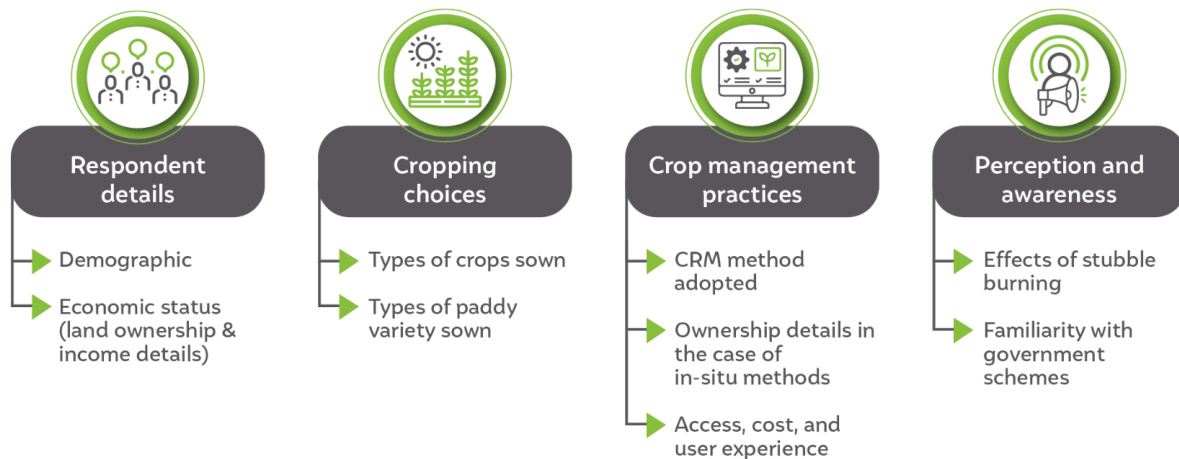 Respondent
details
Demographic
Economic status
(land ownership &
income details)
Cropping
choices
Types of crops sown
Types of paddy
variety sown
Crop management
practices
CRM method
adopted
Ownership details in
the case of
in-situ methods
Access, cost, and
user experience
Perception and
awareness
Effects of stubble
burning
Familiarity with
government
schemes